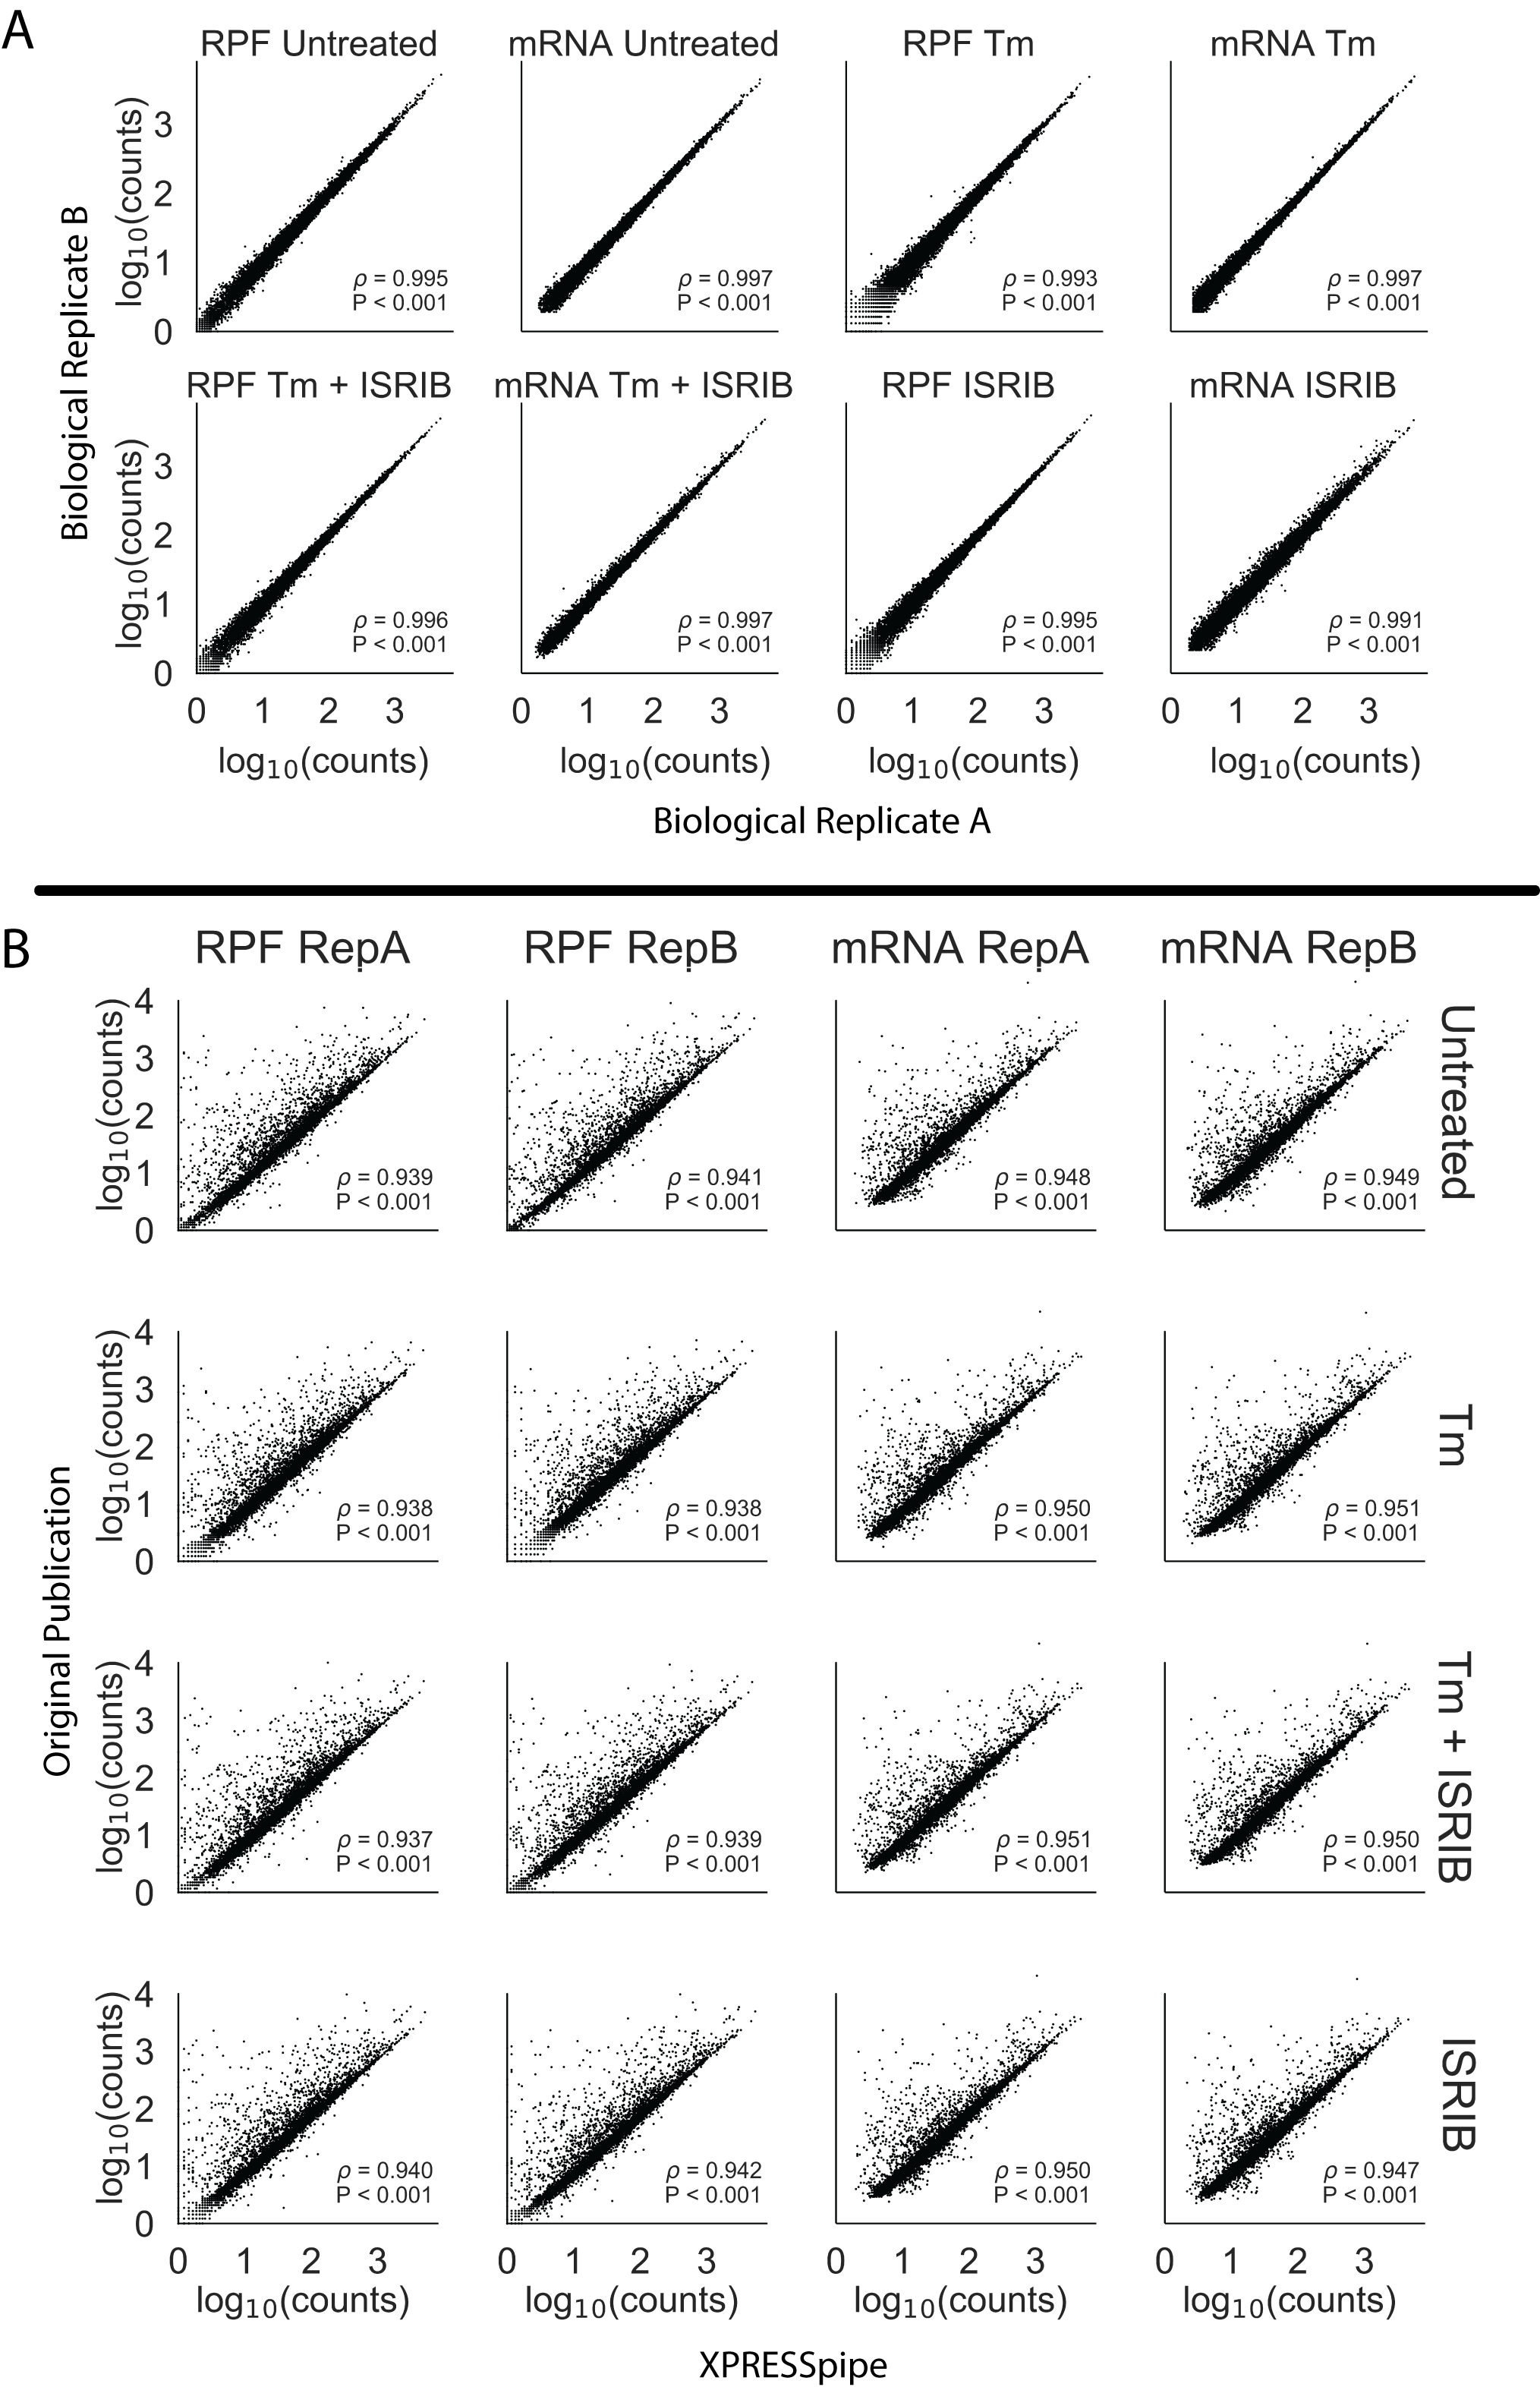 A
RPF Untreated
mRNA Untreated
RPF Tm
mRNA Tm
Biological Replicate B
log10(counts)
3
2
1
0
ρ = 0.995
P < 0.001
ρ = 0.997
P < 0.001
ρ = 0.993
P < 0.001
ρ = 0.997
P < 0.001
RPF Tm + ISRIB
mRNA Tm + ISRIB
RPF ISRIB
mRNA ISRIB
log10(counts)
3
2
1
0
ρ = 0.996
P < 0.001
ρ = 0.997
P < 0.001
ρ = 0.995
P < 0.001
ρ = 0.991
P < 0.001
0 1 2 3
0 1 2 3
0 1 2 3
0 1 2 3
log10(counts)
log10(counts)
log10(counts)
log10(counts)
Biological Replicate A
B
RPF RepA
RPF RepB
mRNA RepA
mRNA RepB
Original Publication
log10(counts)
4
3
2
1
0
ρ = 0.939
P < 0.001
ρ = 0.941
P < 0.001
ρ = 0.948
P < 0.001
ρ = 0.949
P < 0.001
Untreated
log10(counts)
4
3
2
1
0
ρ = 0.938
P < 0.001
ρ = 0.938
P < 0.001
ρ = 0.950
P < 0.001
ρ = 0.951
P < 0.001
Tm
log10(counts)
4
3
2
1
0
ρ = 0.937
P < 0.001
ρ = 0.939
P < 0.001
ρ = 0.951
P < 0.001
ρ = 0.950
P < 0.001
Tm + ISRIB
log10(counts)
4
3
2
1
0
ρ = 0.940
P < 0.001
ρ = 0.942
P < 0.001
ρ = 0.950
P < 0.001
ρ = 0.947
P < 0.001
ISRIB
0 1 2 3
0 1 2 3
0 1 2 3
0 1 2 3
log10(counts)
log10(counts)
log10(counts)
log10(counts)
XPRESSpipe